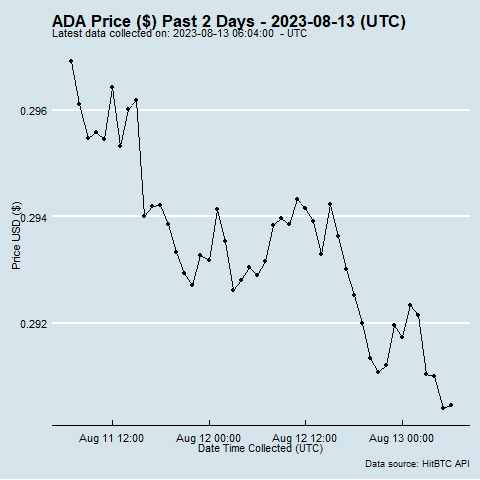 ADA Price ($) Past 2 Days - 2023-08-13 (UTC)
Latest data collected on: 2023-08-13 06:04:00  - UTC
0.296
0.294
0.292
Price USD ($)
Aug 11 12:00
Aug 12 00:00
Aug 12 12:00
Aug 13 00:00
Date Time Collected (UTC)
Data source: HitBTC API